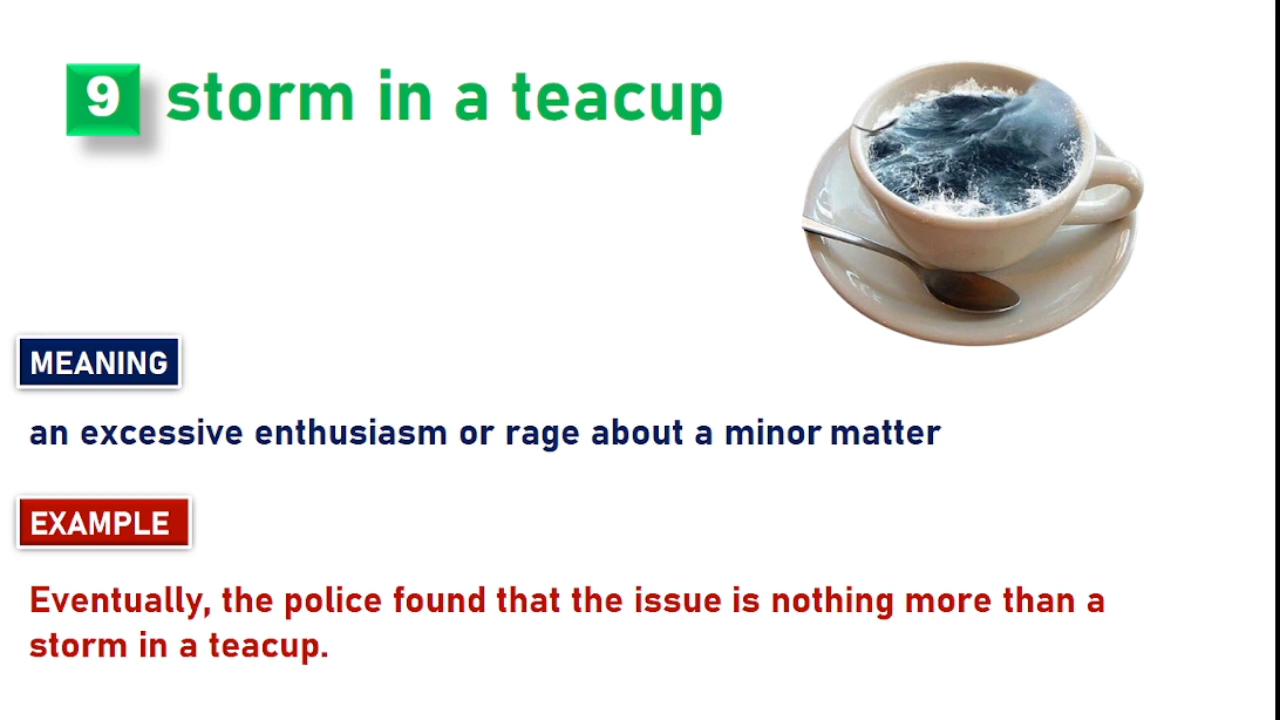 9 storm in a teacup
MEANING
an excessive enthusiasm or rage about a minor matter
EXAMPLE
Eventually, the police found that the issue is nothing more than a
storm in a teacup.